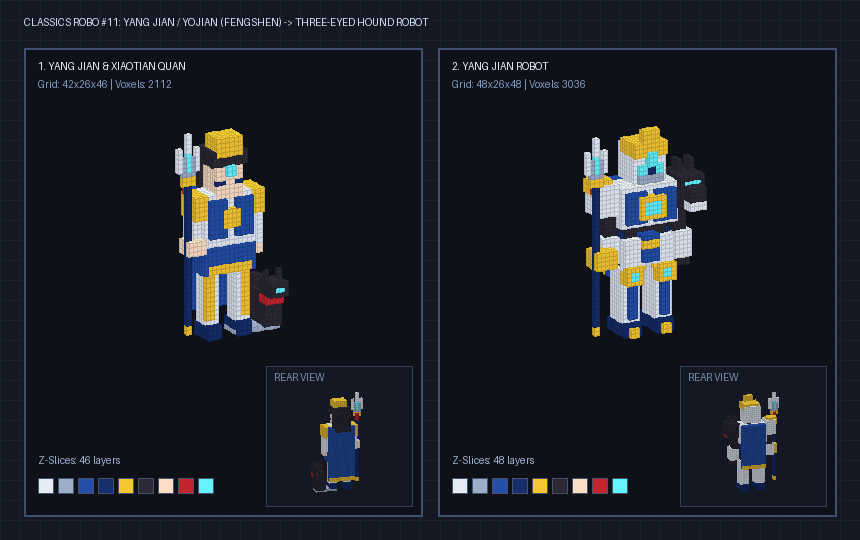 CLASSICS ROBO #11: YANG JIAN / YOJIAN (FENGSHEN) -> THREE-EYED HOUND ROBOT
1. YANG JIAN & XIAOTIAN QUAN
Grid: 42x26x46 | Voxels: 2112
REAR VIEW
Z-Slices: 46 layers
2. YANG JIAN ROBOT
Grid: 48x26x48 | Voxels: 3036
REAR VIEW
Z-Slices: 48 layers